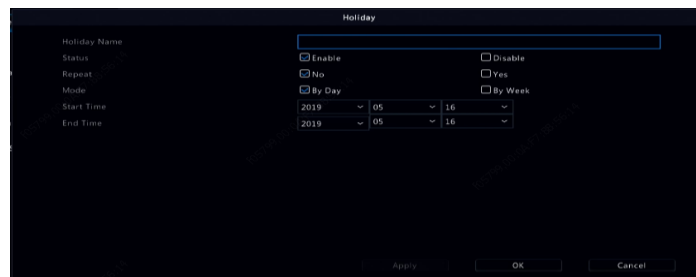 Holiday
Holiday Name
Status Enable Disable
Repeat No Yes
Mode By Day By Week
Start Time 2019 05 16
End Time 2019 05 16
Apply OK Cancel